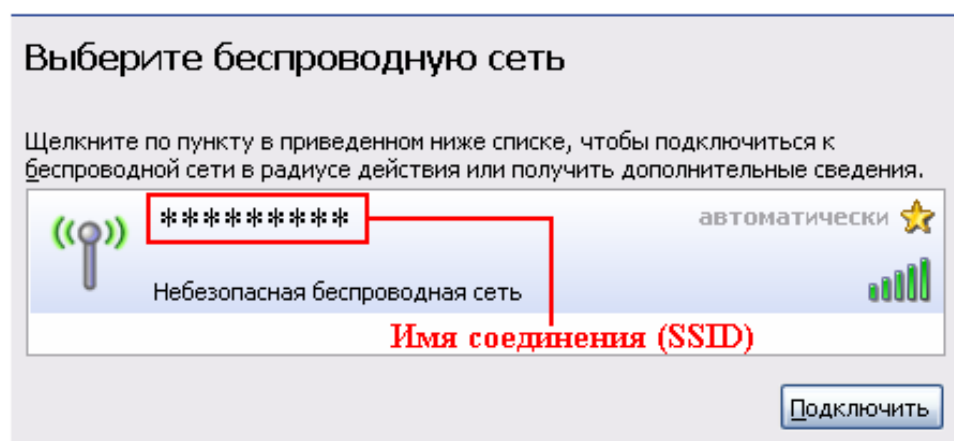 Выберите беспроводную сеть
Щелкните по пункту в приведенном ниже списке, чтобы подключиться к
беспроводной сети в радиусе действия или получить дополнительные сведения.
*********
автоматически
Небезопасная беспроводная сеть
Имя соединения (SSID)
Подключить